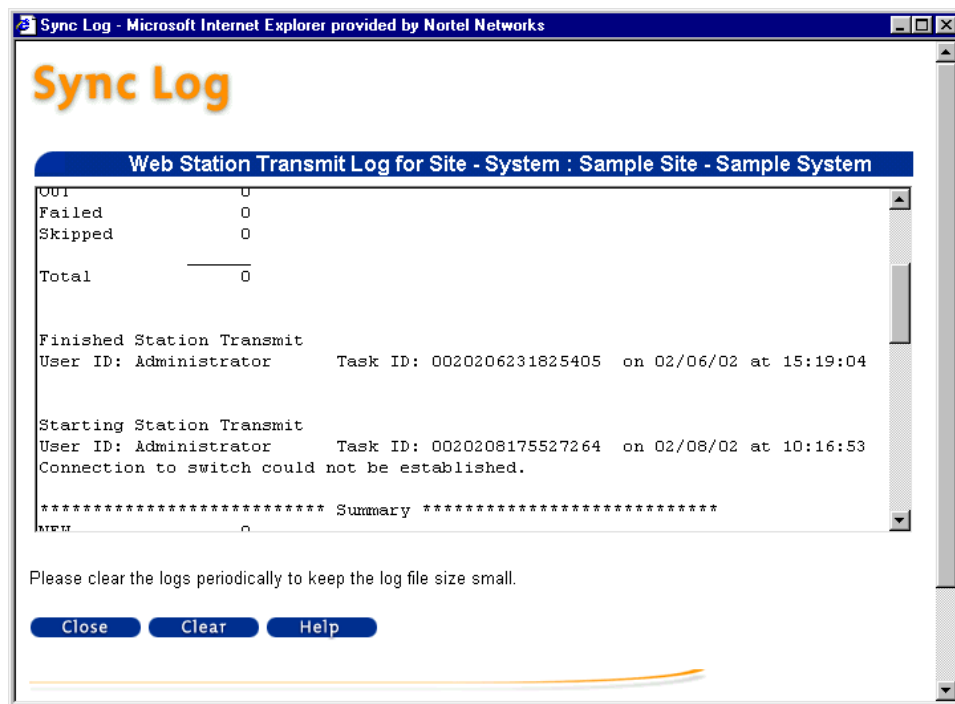 Sync Log - Microsoft Internet Explorer provided by Nortel Networks
Sync Log
Web Station Transmit Log for Site - System : Sample Site - Sample System
OUT 0
Failed 0
Skipped 0
Total 0
Finished Station Transmit
User ID: Administrator Task ID: 0020206231825405 on 02/06/02 at 15:19:04
Starting Station Transmit
User ID: Administrator Task ID: 0020208175527264 on 02/08/02 at 10:16:53
Connection to switch could not be established.
*************************** Summary ****************************
NEW 0
Please clear the logs periodically to keep the log file size small.
Close Clear Help